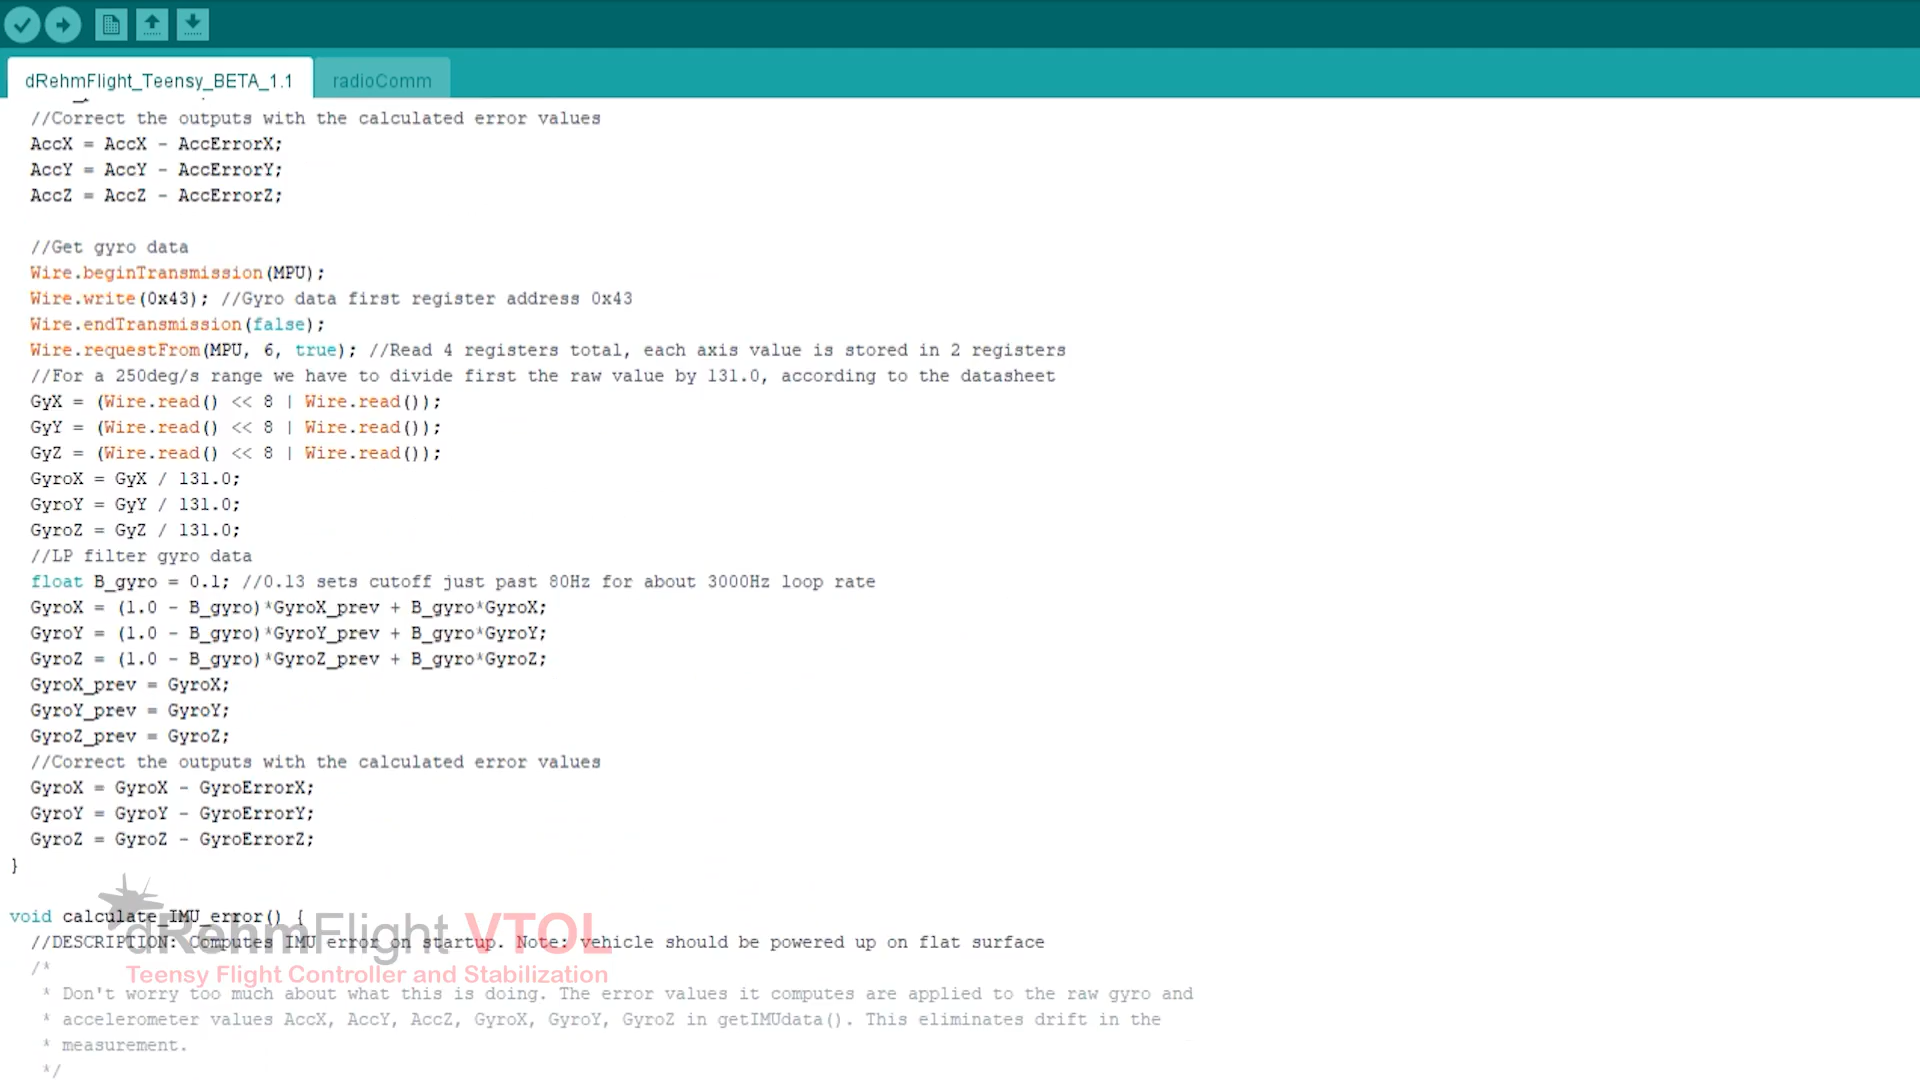 dRehmFlight_Teensy_BETA_1.1
radioComm
//Correct the outputs with the calculated error values
AccX = AccX - AccErrorX;
AccY = AccY - AccErrorY;
AccZ = AccZ - AccErrorZ;
//Get gyro data
Wire.beginTransmission(MPU);
Wire.write(0x43); //Gyro data first register address 0x43
Wire.endTransmission(false);
Wire.requestFrom(MPU, 6, true); //Read 4 registers total, each axis value is stored in 2 registers
//For a 250deg/s range we have to divide first the raw value by 131.0, according to the datasheet
GyX = (Wire.read() << 8 | Wire.read());
GyY = (Wire.read() << 8 | Wire.read());
GyZ = (Wire.read() << 8 | Wire.read());
GyroX = GyX / 131.0;
GyroY = GyY / 131.0;
GyroZ = GyZ / 131.0;
//LP filter gyro data
float B_gyro = 0.1; //0.13 sets cutoff just past 80Hz for about 3000Hz loop rate
GyroX = (1.0 - B_gyro)*GyroX_prev + B_gyro*GyroX;
GyroY = (1.0 - B_gyro)*GyroY_prev + B_gyro*GyroY;
GyroZ = (1.0 - B_gyro)*GyroZ_prev + B_gyro*GyroZ;
GyroX_prev = GyroX;
GyroY_prev = GyroY;
GyroZ_prev = GyroZ;
//Correct the outputs with the calculated error values
GyroX = GyroX - GyroErrorX;
GyroY = GyroY - GyroErrorY;
GyroZ = GyroZ - GyroErrorZ;
}
void calculate_IMU_error() {
dRehmFlight VTOL
//DESCRIPTION: Computes IMU error on startup. Note: vehicle should be powered up on flat surface
/*
Teensy Flight Controller and Stabilization
* Don't worry too much about what this is doing. The error values it computes are applied to the raw gyro and
* accelerometer values AccX, AccY, AccZ, GyroX, GyroY, GyroZ in getIMUdata(). This eliminates drift in the
* measurement.
*/